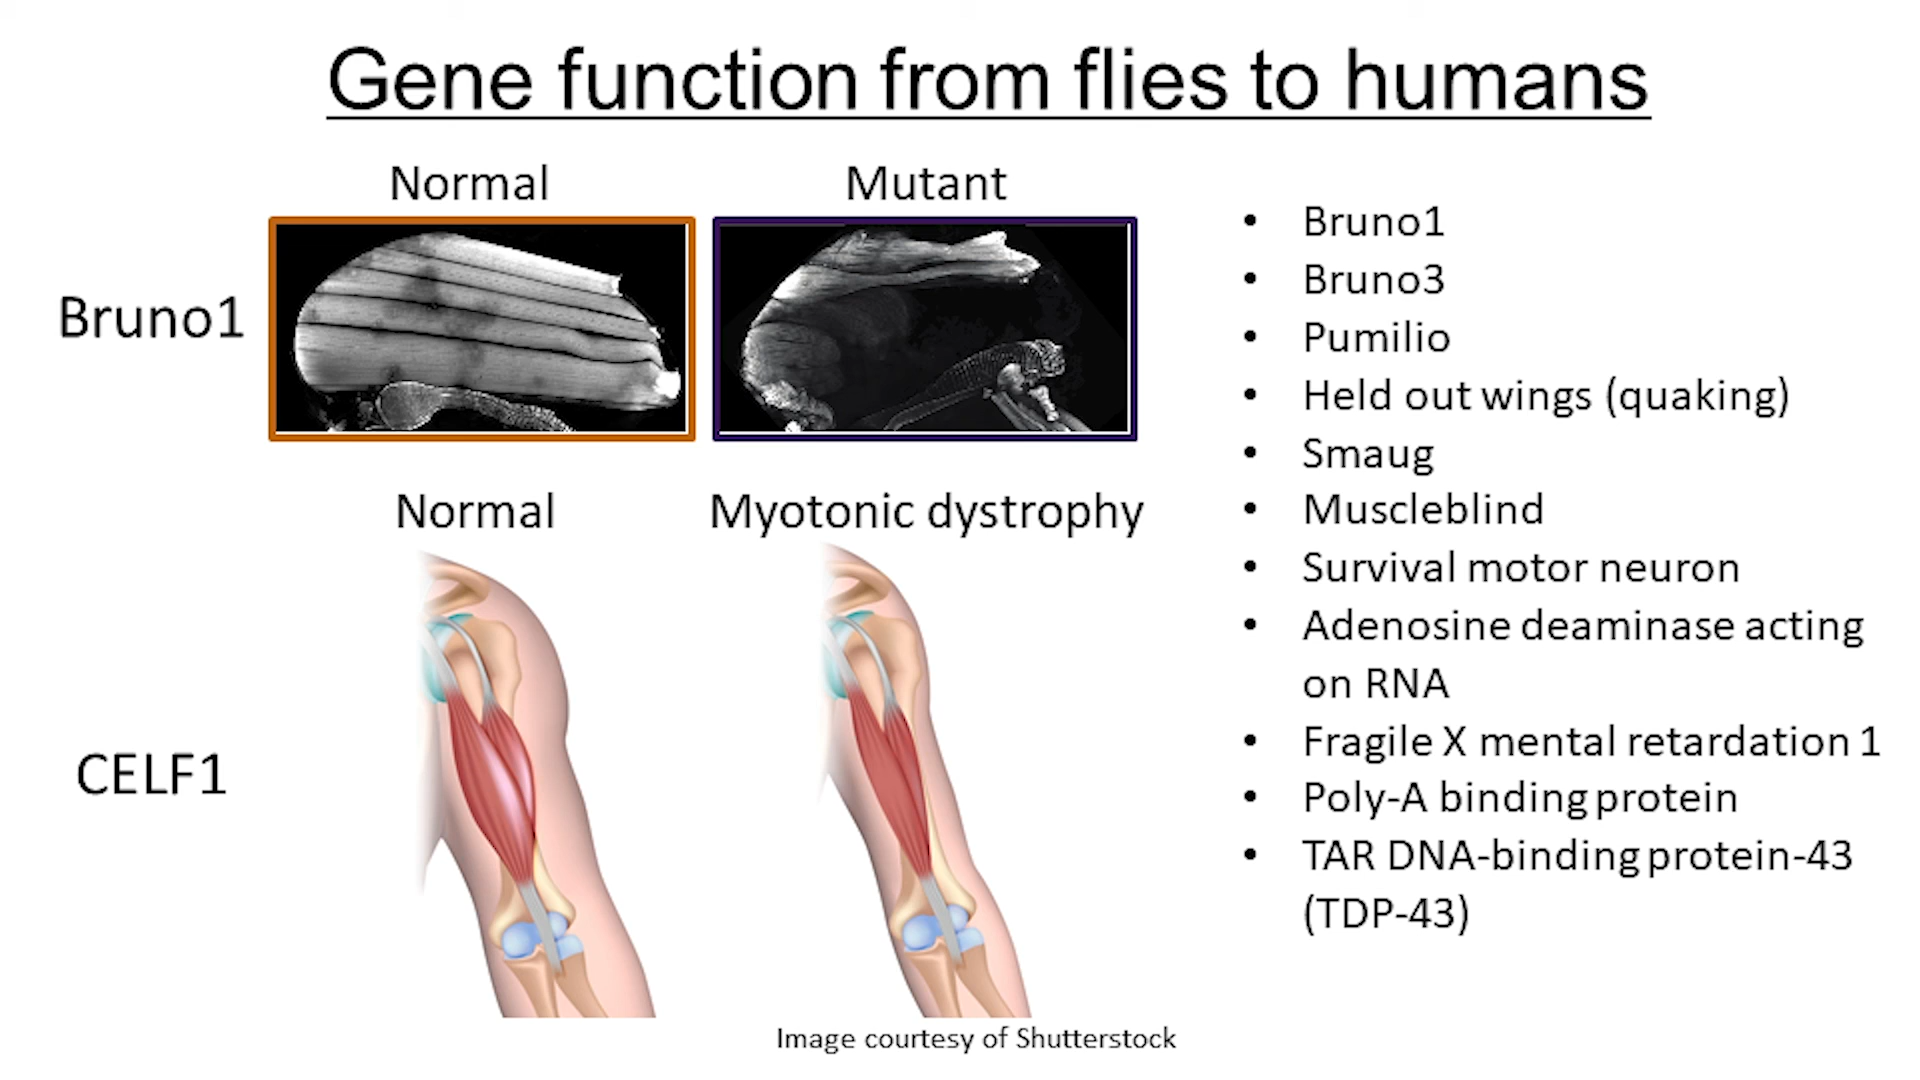 Gene function from flies to humans
Normal
Mutant
Bruno1
Normal
Myotonic dystrophy
CELF1
Image courtesy of Shutterstock
• Bruno1
• Bruno3
• Pumilio
• Held out wings (quaking)
• Smaug
• Muscleblind
• Survival motor neuron
• Adenosine deaminase acting
on RNA
• Fragile X mental retardation 1
• Poly-A binding protein
• TAR DNA-binding protein-43
(TDP-43)